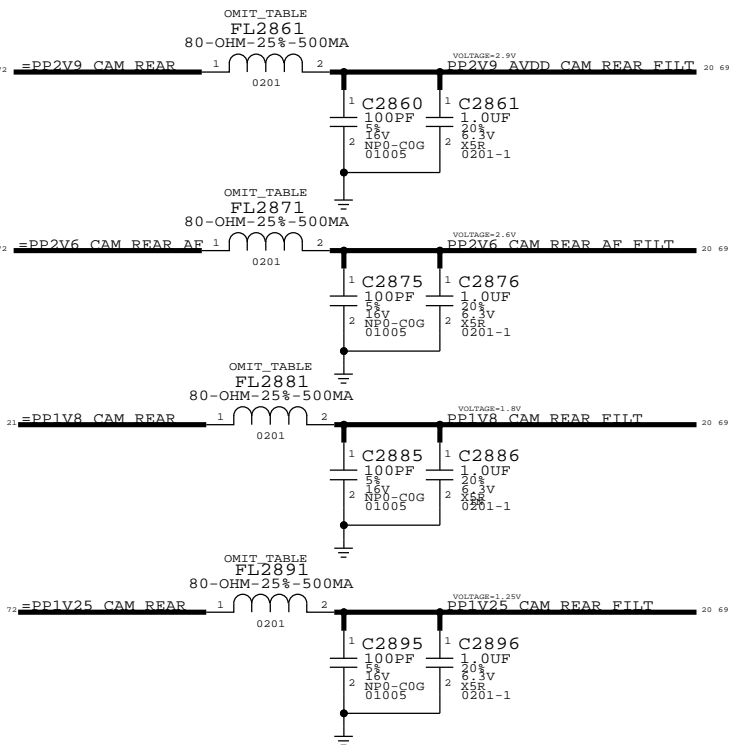 OMIT_TABLE
FL2861
80-OHM-25%-500MA
72 =PP2V9_CAM_REAR 1 2 VOLTAGE=2.9V PP2V9_AVDD_CAM_REAR_FILT 20 69
0201
1 C2860 1 C2861
100PF 1.0UF
5% 20%
16V 6.3V
2 NP0-C0G 2 X5R
01005 0201-1
OMIT_TABLE
FL2871
80-OHM-25%-500MA
72 =PP2V6_CAM_REAR_AF 1 2 VOLTAGE=2.6V PP2V6_CAM_REAR_AF_FILT 20 69
0201
1 C2875 1 C2876
100PF 1.0UF
5% 20%
16V 6.3V
2 NP0-C0G 2 X5R
01005 0201-1
OMIT_TABLE
FL2881
80-OHM-25%-500MA
21 =PP1V8_CAM_REAR 1 2 VOLTAGE=1.8V PP1V8_CAM_REAR_FILT 20 69
0201
1 C2885 1 C2886
100PF 1.0UF
5% 20%
16V 6.3V
2 NP0-C0G 2 X5R
01005 0201-1
OMIT_TABLE
FL2891
80-OHM-25%-500MA
72 =PP1V25_CAM_REAR 1 2 VOLTAGE=1.25V PP1V25_CAM_REAR_FILT 20 69
0201
1 C2895 1 C2896
100PF 1.0UF
5% 20%
16V 6.3V
2 NP0-C0G 2 X5R
01005 0201-1